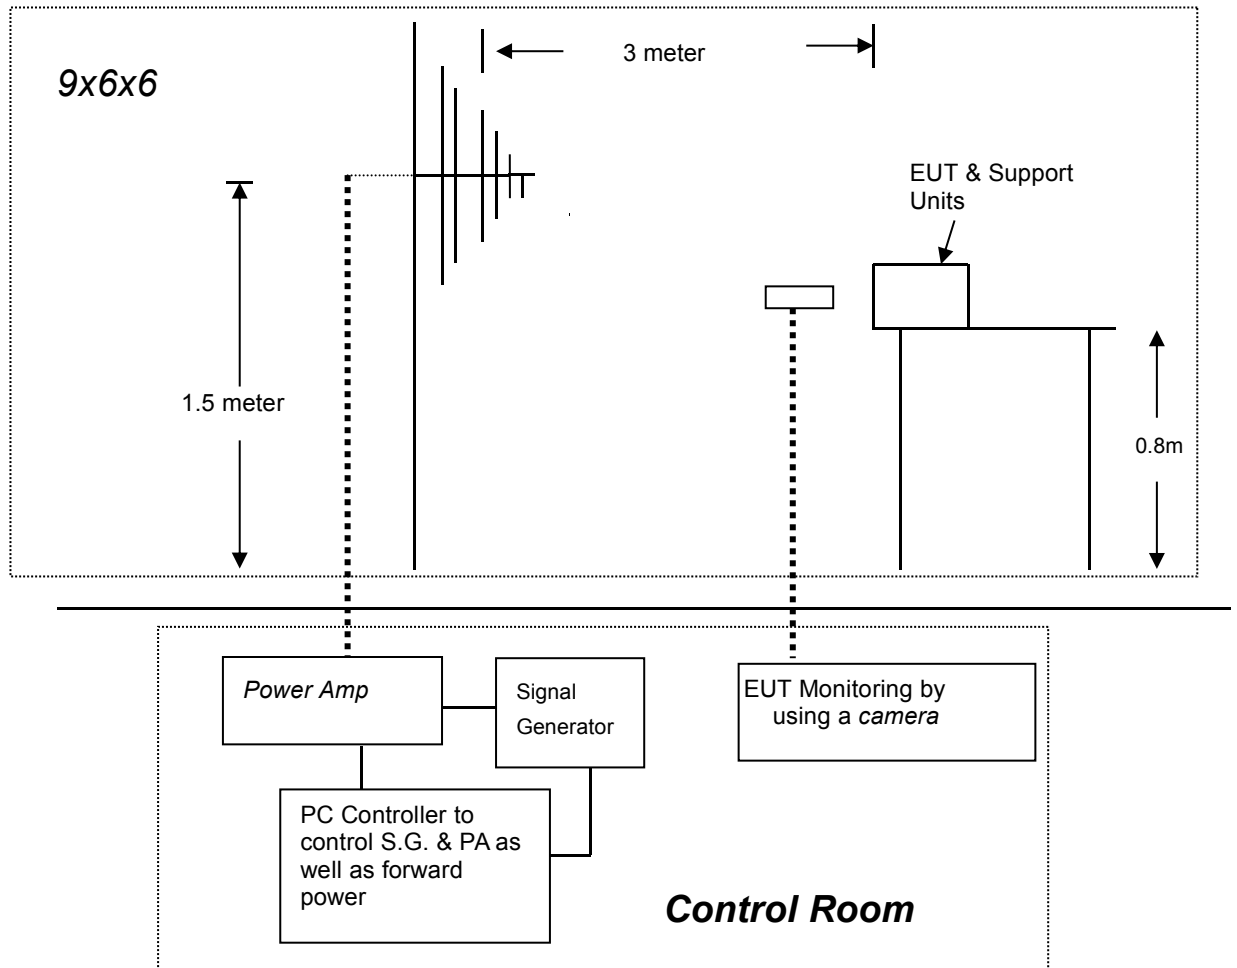 3 meter
9x6x6
EUT & Support
Units
1.5 meter
0.8m
Power Amp
Signal
Generator
EUT Monitoring by
using a camera
PC Controller to
control S.G. & PA as
well as forward
power
Control Room